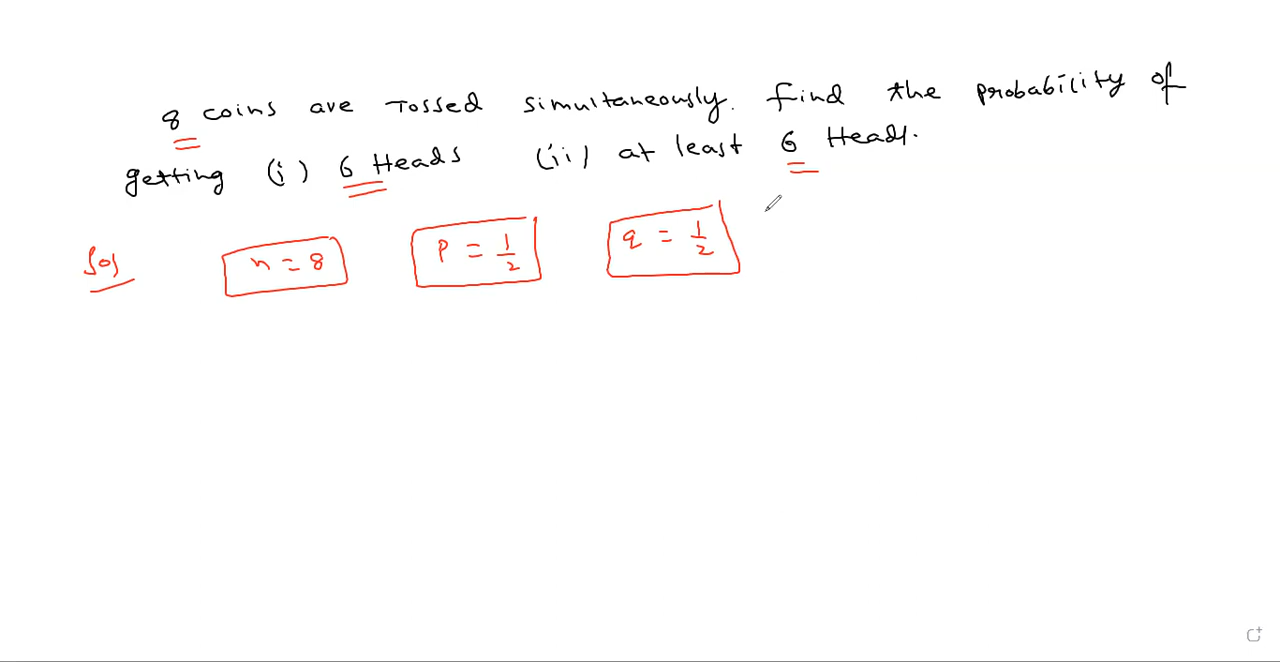 8 coins are Tossed simultaneously. find the probability of
getting (i) 6 Heads (ii) at least 6 Heads.
Sol n = 8 P = 1/2 q = 1/2